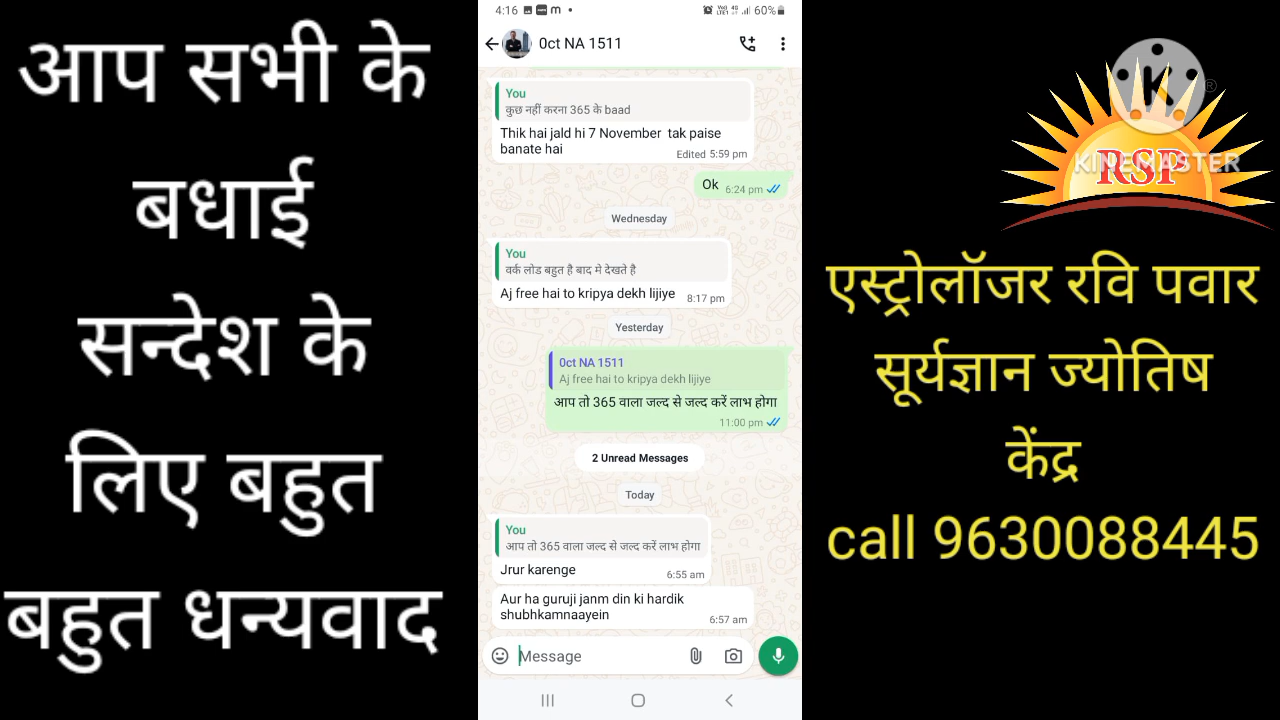 आप सभी के
बधाई
सन्देश के
लिए बहुत
बहुत धन्यवाद
4:16
60%
0ct NA 1511
You
कुछ नहीं करना 365 के baad
Thik hai jald hi 7 November tak paise
banate hai
Edited 5:59 pm
Ok 6:24 pm
Wednesday
You
वर्क लोड बहुत है बाद मे देखते है
Aj free hai to kripya dekh lijiye 8:17 pm
Yesterday
0ct NA 1511
Aj free hai to kripya dekh lijiye
आप तो 365 वाला जल्द से जल्द करें लाभ होगा
11:00 pm
2 Unread Messages
Today
You
आप तो 365 वाला जल्द से जल्द करें लाभ होगा
Jrur karenge 6:55 am
Aur ha guruji janm din ki hardik
shubhkamnaayein 6:57 am
Message
K
®
KINEMASTER
RSP
एस्ट्रोलॉजर रवि पवार
सूर्यज्ञान ज्योतिष
केंद्र
call 9630088445